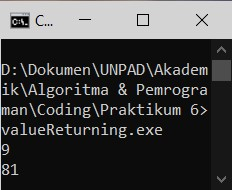 C:\. C...
D:\Dokumen\UNPAD\Akadem
ik\Algoritma & Pemrogra
man\Coding\Praktikum 6>
valueReturning.exe
9
81